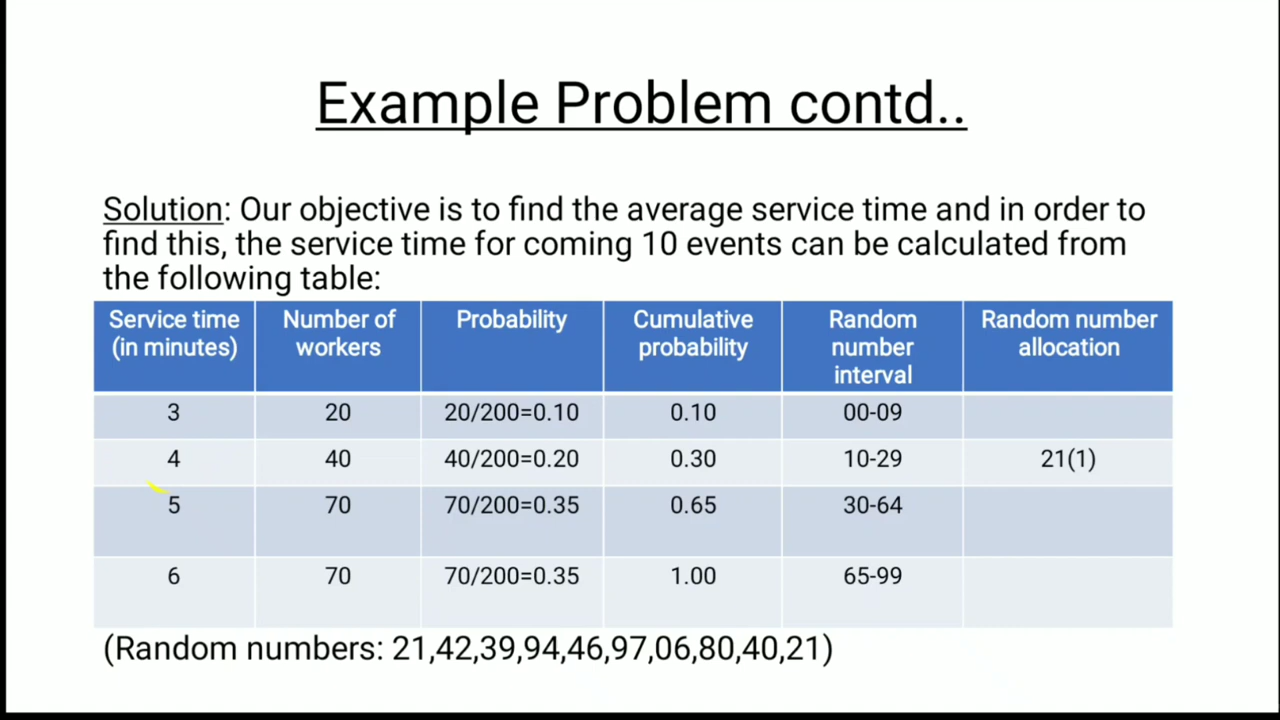 Example Problem contd..
Solution: Our objective is to find the average service time and in order to
find this, the service time for coming 10 events can be calculated from
the following table:
Service time (in minutes) Number of workers Probability Cumulative probability Random number interval Random number allocation
3 20 20/200=0.10 0.10 00-09
4 40 40/200=0.20 0.30 10-29 21(1)
5 70 70/200=0.35 0.65 30-64
6 70 70/200=0.35 1.00 65-99
(Random numbers: 21,42,39,94,46,97,06,80,40,21)